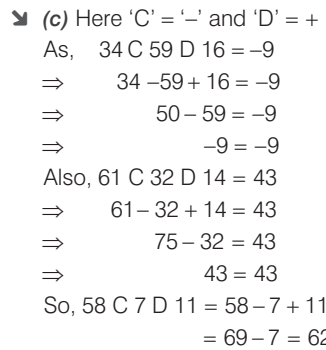 (c) Here ‘C’ = ‘–’ and ‘D’ = +
As, 34 C 59 D 16 = –9
⇒ 34 –59 + 16 = –9
⇒ 50 – 59 = –9
⇒ –9 = –9
Also, 61 C 32 D 14 = 43
⇒ 61 – 32 + 14 = 43
⇒ 75 – 32 = 43
⇒ 43 = 43
So, 58 C 7 D 11 = 58 – 7 + 11
= 69 – 7 = 62